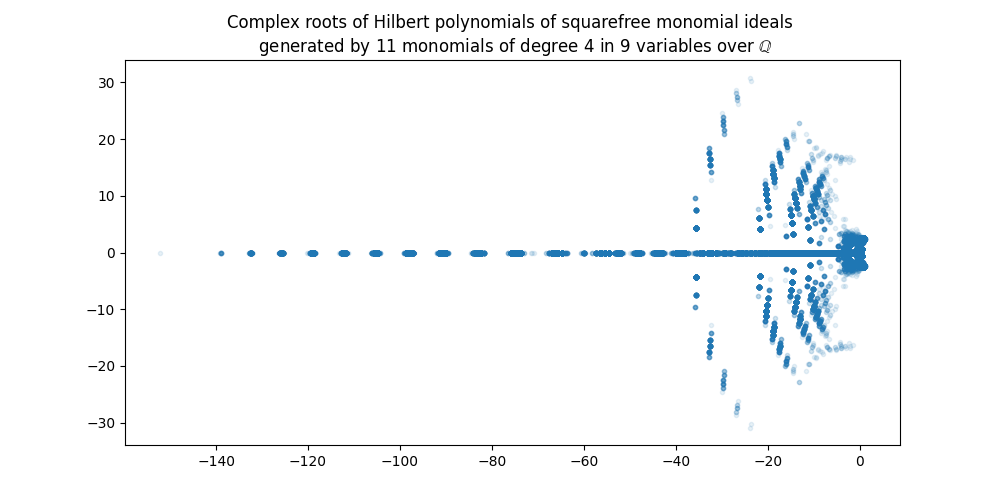 Complex roots of Hilbert polynomials of squarefree monomial ideals
generated by 11 monomials of degree 4 in 9 variables over ℚ
30
20
10
0
−10
−20
−30
−140 −120 −100 −80 −60 −40 −20 0